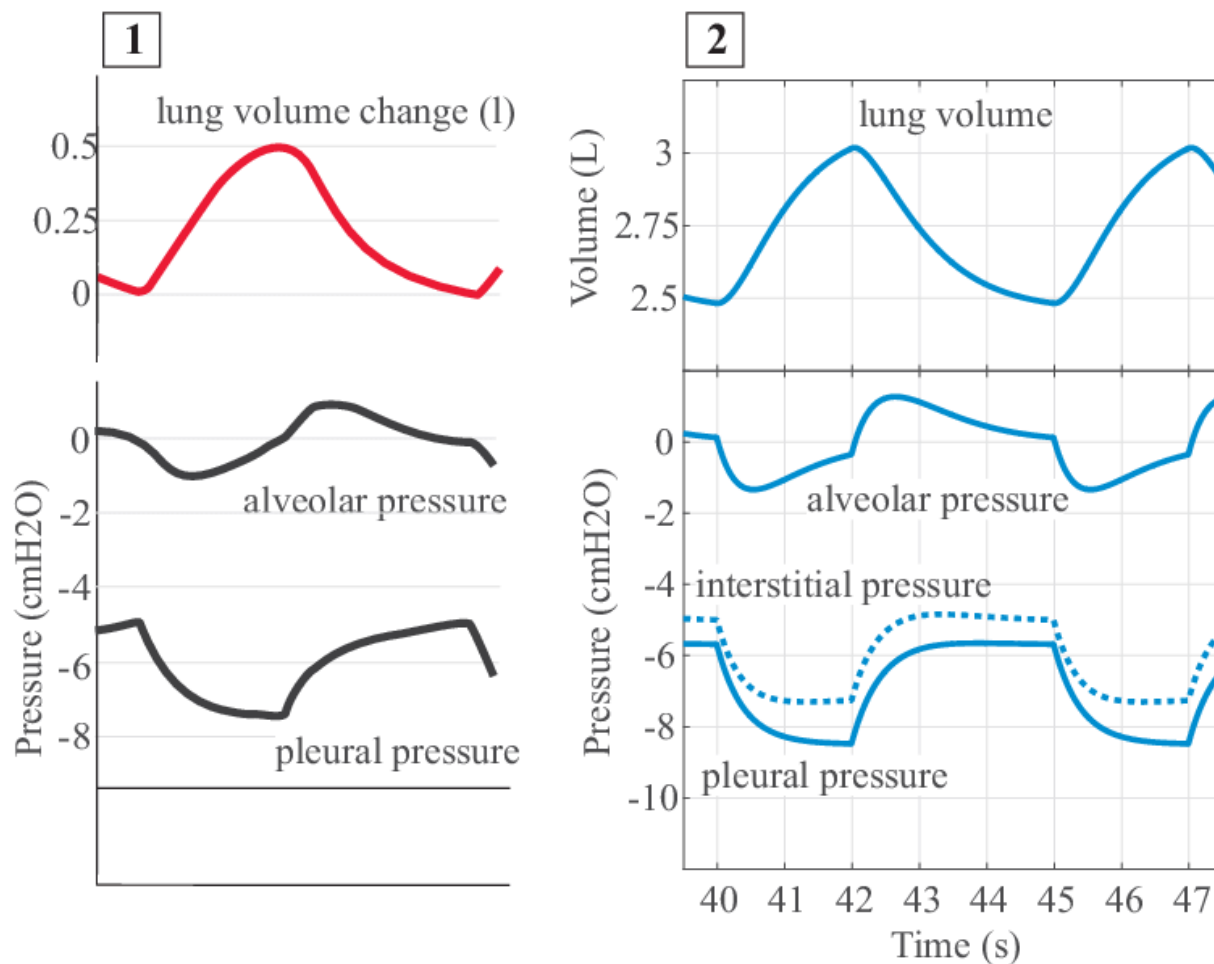 1
lung volume change (l)
0.5
0.25
0
0
-2
-4
-6
-8
Pressure (cmH2O)
alveolar pressure
pleural pressure
2
lung volume
Volume (L)
3
2.75
2.5
0
-2
-4
-6
-8
-10
Pressure (cmH2O)
alveolar pressure
interstitial pressure
pleural pressure
40 41 42 43 44 45 46 47
Time (s)